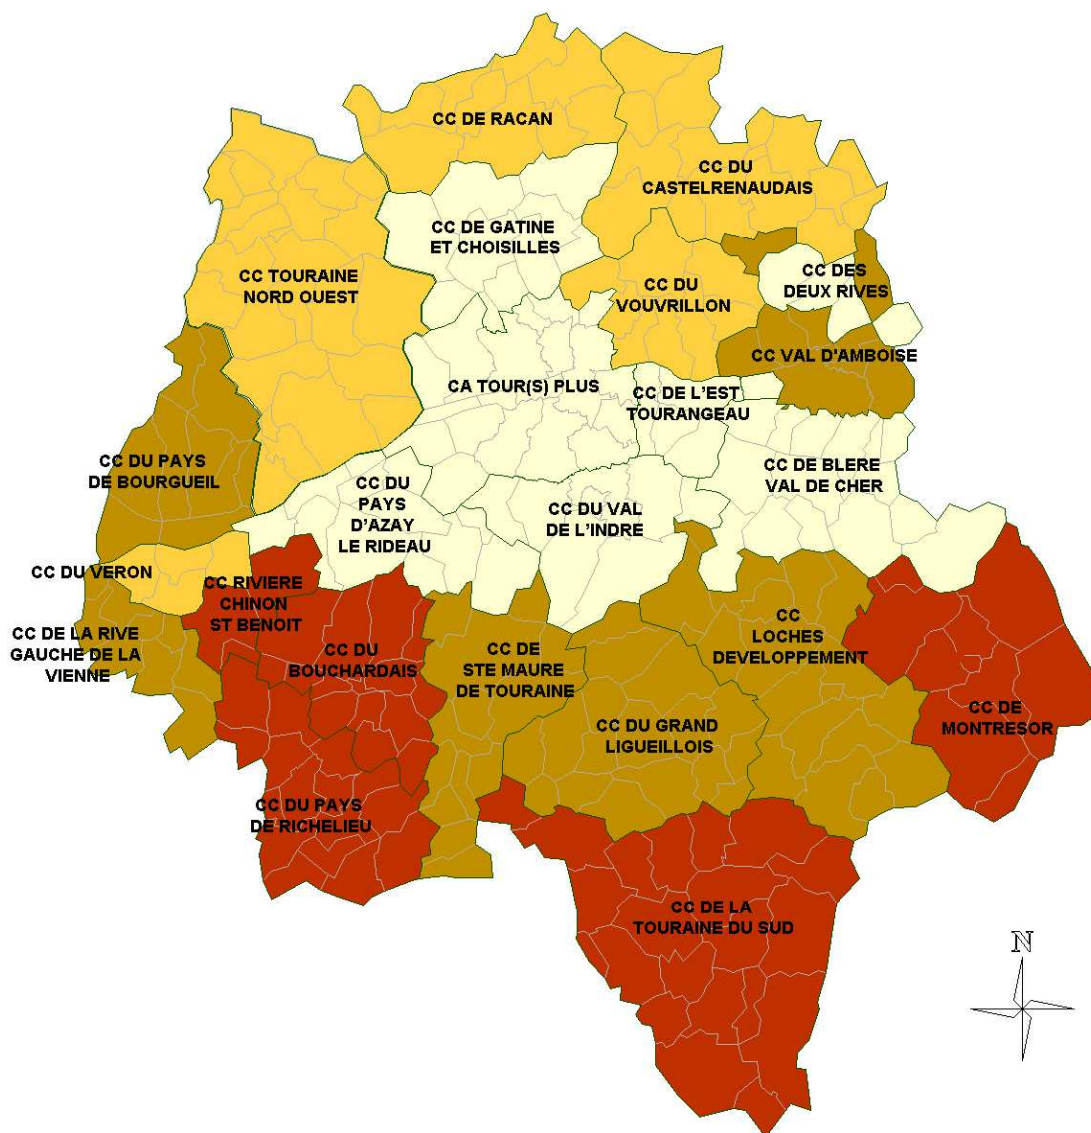 CC DE RACAN
CC DU
CASTELRENAUDAIS
CC DE GATINE
ET CHOISILLES
CC TOURAINE
NORD OUEST
CC DU
VOUVRILLON
CC DES
DEUX RIVES
CC VAL D'AMBOISE
CA TOUR(S) PLUS
CC DE L'EST
TOURANGEAU
CC DU PAYS
DE BOURGUEIL
CC DU
PAYS
D'AZAY
LE RIDEAU
CC DU VAL
DE L'INDRE
CC DE BLERE
VAL DE CHER
CC DU VERON
CC RIVIERE
CHINON
ST BENOIT
CC DE LA RIVE
GAUCHE DE LA
VIENNE
CC DU
BOUCHARDAIS
CC DE
STE MAURE
DE TOURAINE
CC
LOCHES
DEVELOPPEMENT
CC DU GRAND
LIGUEILLOIS
CC DE
MONTRESOR
CC DU PAYS
DE RICHELIEU
CC DE LA
TOURAINE DU SUD
N